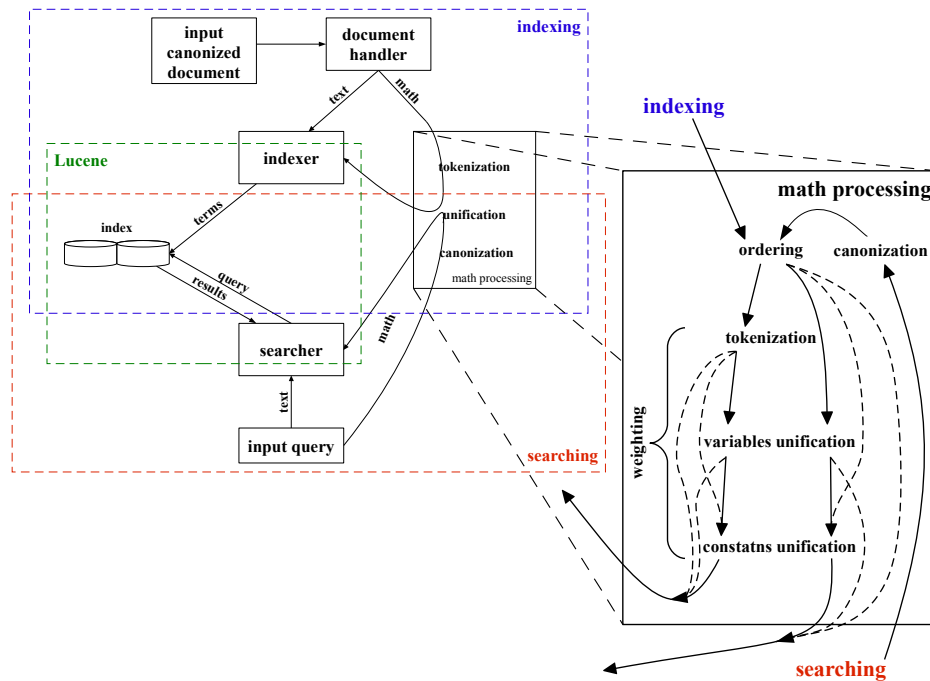 indexing
input
canonized
document
document
handler
text
math
Lucene
indexer
tokenization
terms
unification
index
canonization
math processing
query
results
math
searcher
text
input query
searching
indexing
math processing
ordering
canonization
tokenization
weighting
variables unification
constatns unification
searching